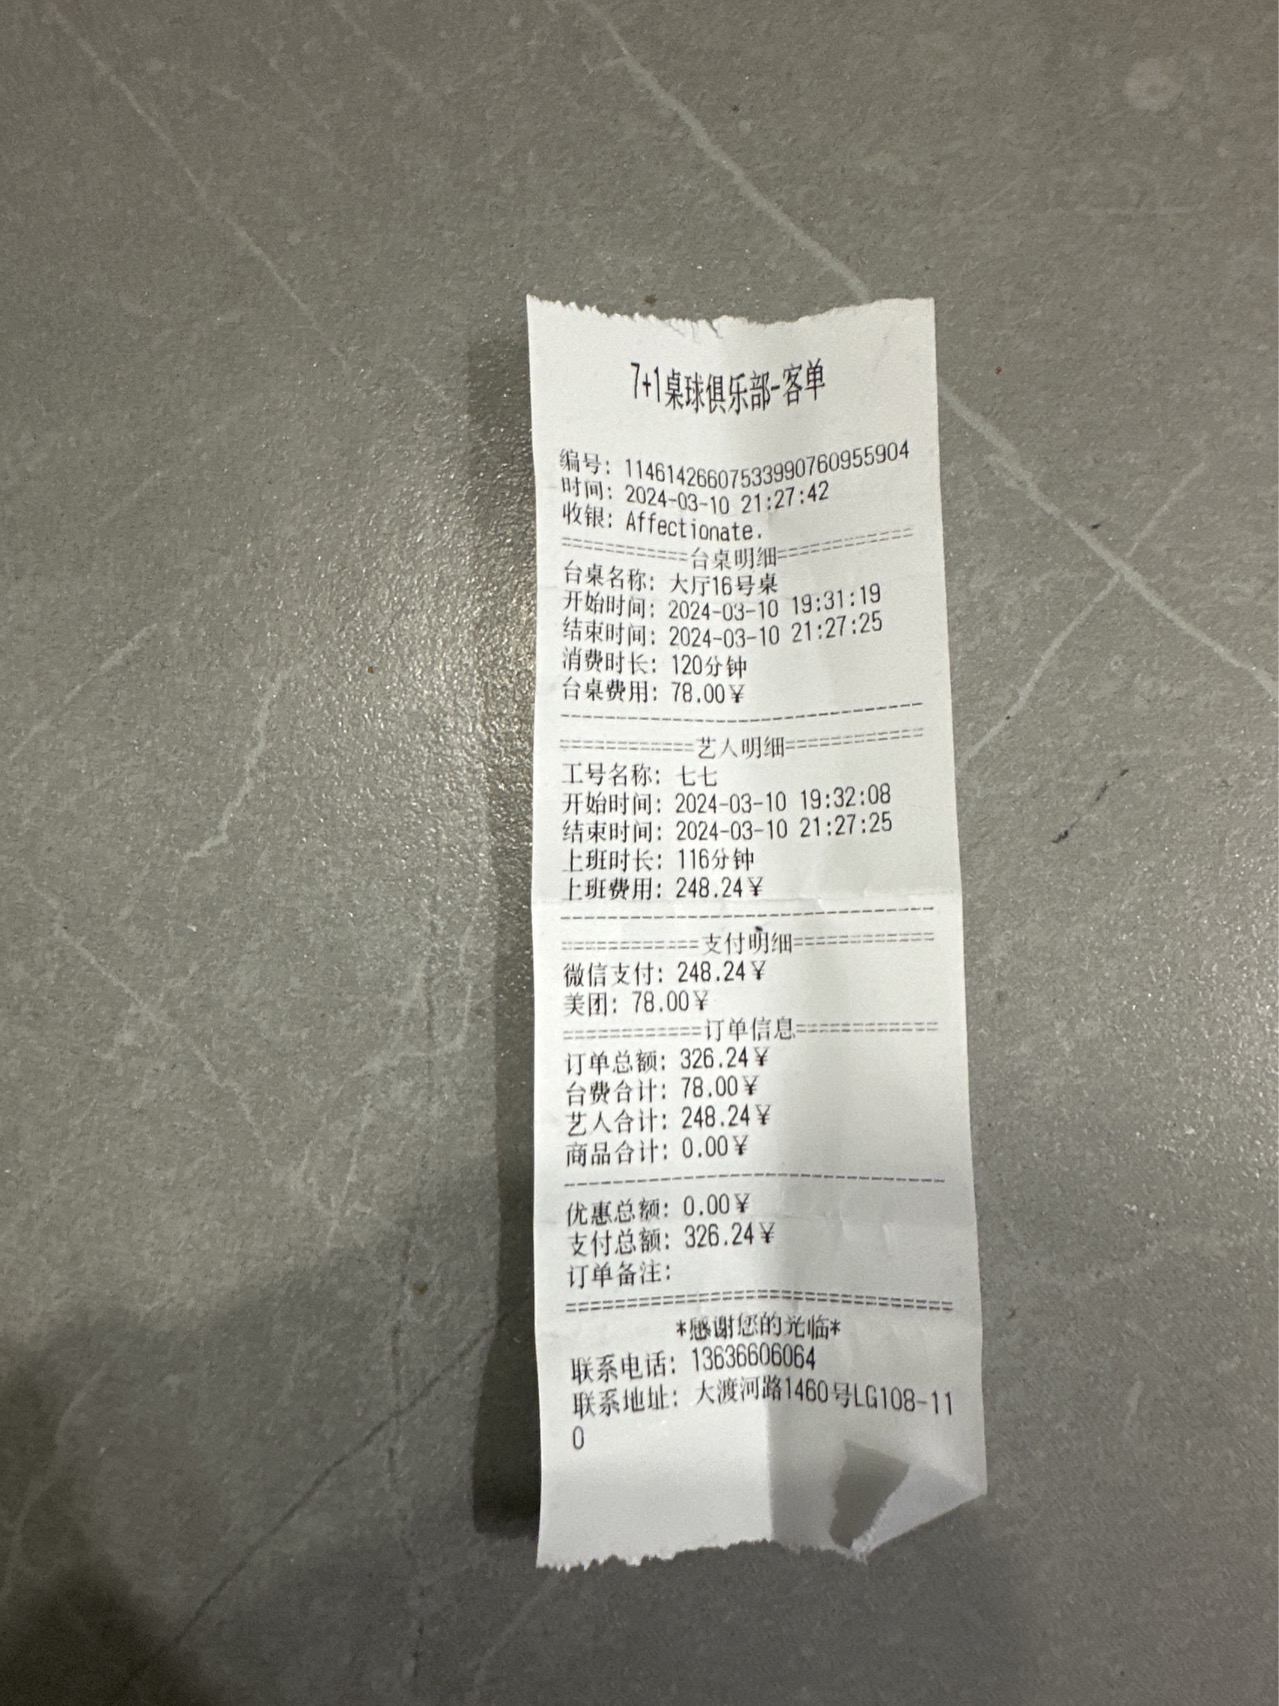 7+1桌球俱乐部-客单
编号: 1146142660753399076095​5904
时间: 2024-03-10 21:27:42
收银: Affectionate.
===========台桌明细===========
台桌名称: 大厅16号桌
开始时间: 2024-03-10 19:31:19
结束时间: 2024-03-10 21:27:25
消费时长: 120分钟
台桌费用: 78.00¥
--------------------------------
===========艺人明细===========
工号名称: 七七
开始时间: 2024-03-10 19:32:08
结束时间: 2024-03-10 21:27:25
上班时长: 116分钟
上班费用: 248.24¥
--------------------------------
===========支付明细===========
微信支付: 248.24¥
美团: 78.00¥
===========订单信息===========
订单总额: 326.24¥
台费合计: 78.00¥
艺人合计: 248.24¥
商品合计: 0.00¥
--------------------------------
优惠总额: 0.00¥
支付总额: 326.24¥
订单备注:
================================
*感谢您的光临*
联系电话: 13636606064
联系地址: 大渡河路1460号LG108-11
0